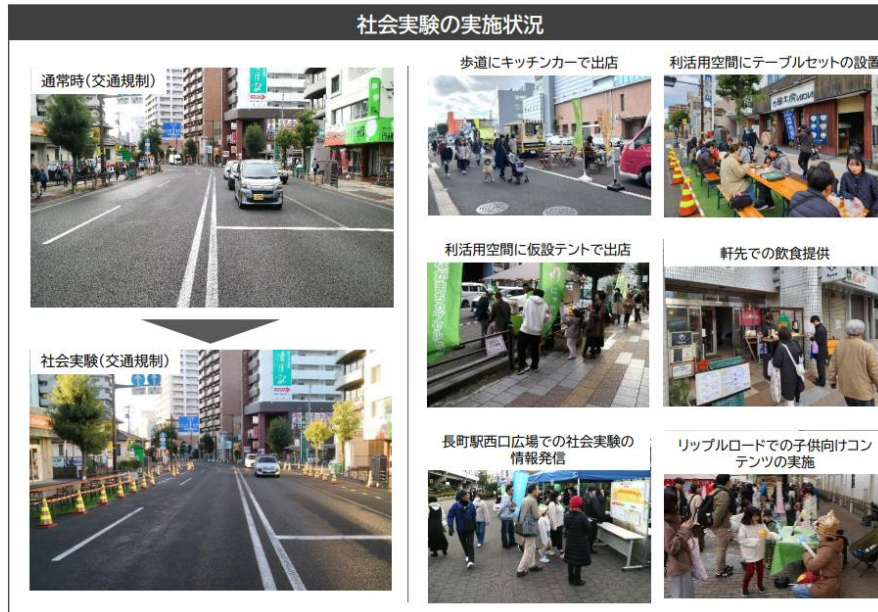 社会実験の実施状況
通常時(交通規制)
社会実験(交通規制)
歩道にキッチンカーで出店
利活用空間にテーブルセットの設置
利活用空間に仮設テントで出店
軒先での飲食提供
長町駅西口広場での社会実験の
情報発信
リップルロードでの子供向けコン
テンツの実施